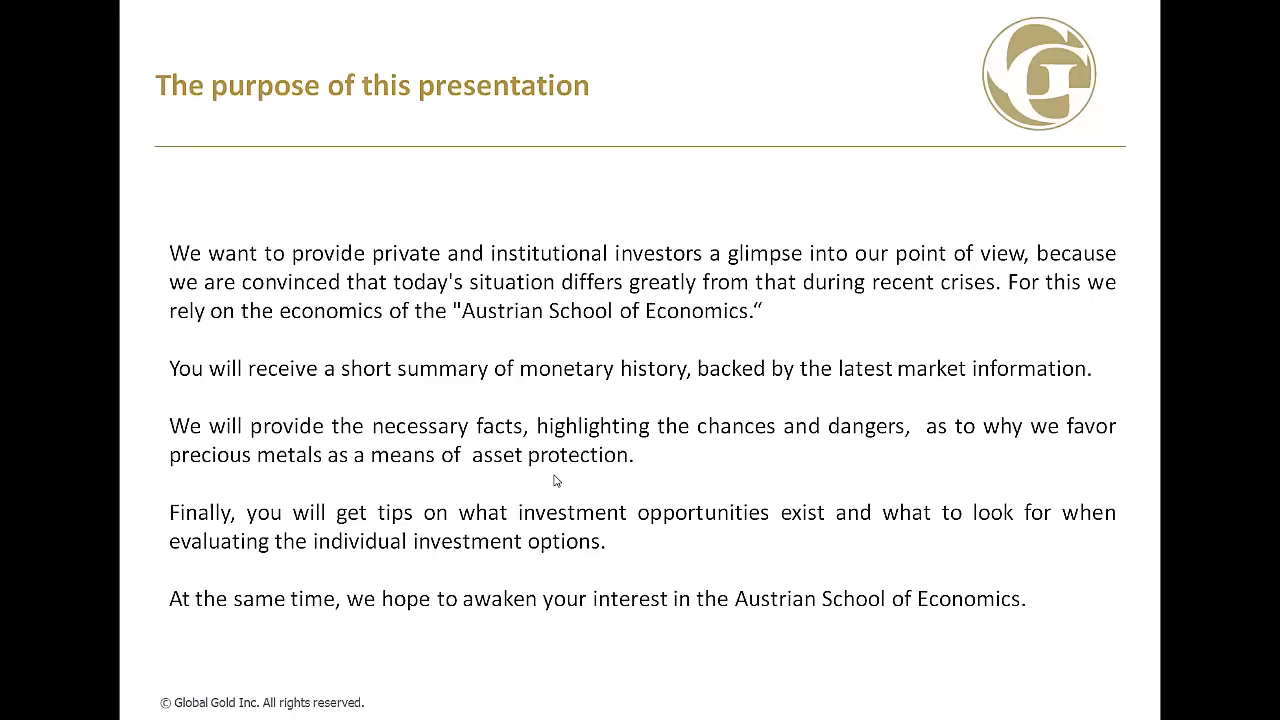 The purpose of this presentation
We want to provide private and institutional investors a glimpse into our point of view, because
we are convinced that today's situation differs greatly from that during recent crises. For this we
rely on the economics of the "Austrian School of Economics.“
You will receive a short summary of monetary history, backed by the latest market information.
We will provide the necessary facts, highlighting the chances and dangers,  as to why we favor
precious metals as a means of  asset protection.
Finally, you will get tips on what investment opportunities exist and what to look for when
evaluating the individual investment options.
At the same time, we hope to awaken your interest in the Austrian School of Economics.
© Global Gold Inc. All rights reserved.